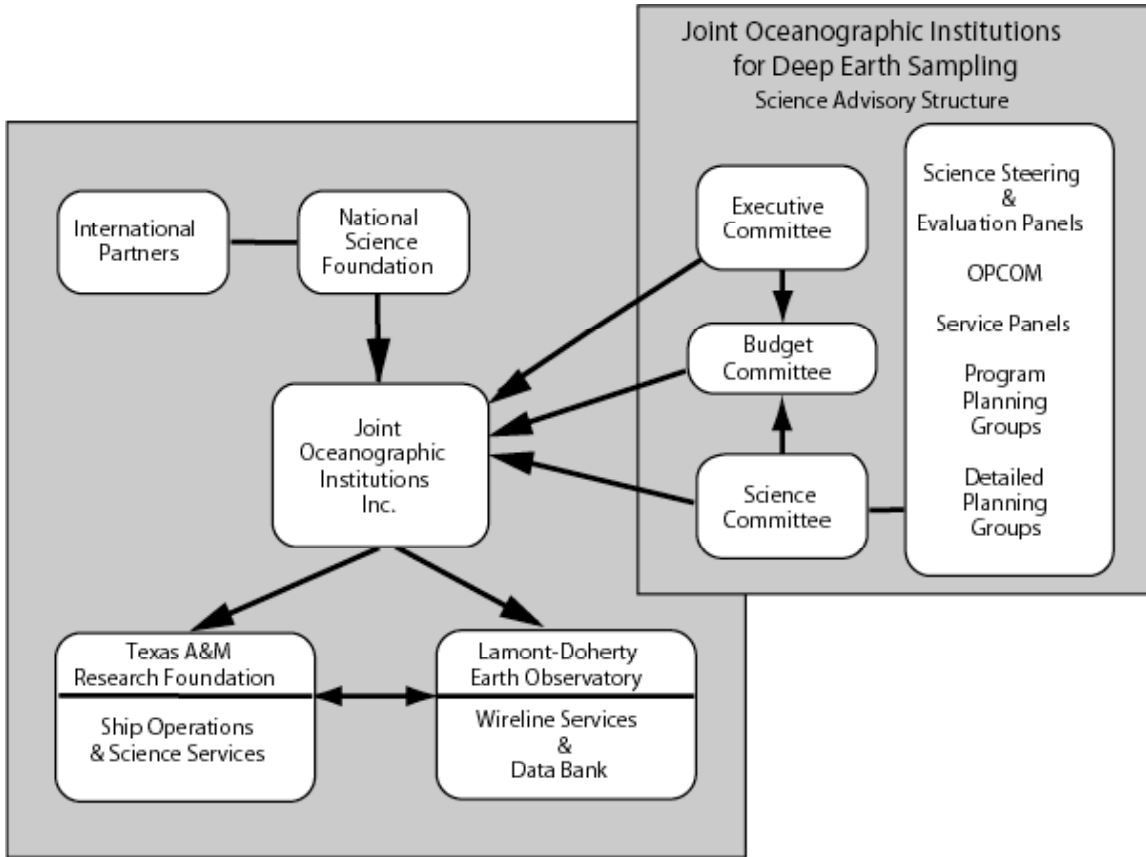 Joint Oceanographic Institutions
for Deep Earth Sampling
Science Advisory Structure
International
Partners
National
Science
Foundation
Joint
Oceanographic
Institutions
Inc.
Texas A&M
Research Foundation
Ship Operations
& Science Services
Lamont-Doherty
Earth Observatory
Wireline Services
&
Data Bank
Executive
Committee
Budget
Committee
Science
Committee
Science Steering
&
Evaluation Panels
OPCOM
Service Panels
Program
Planning
Groups
Detailed
Planning
Groups